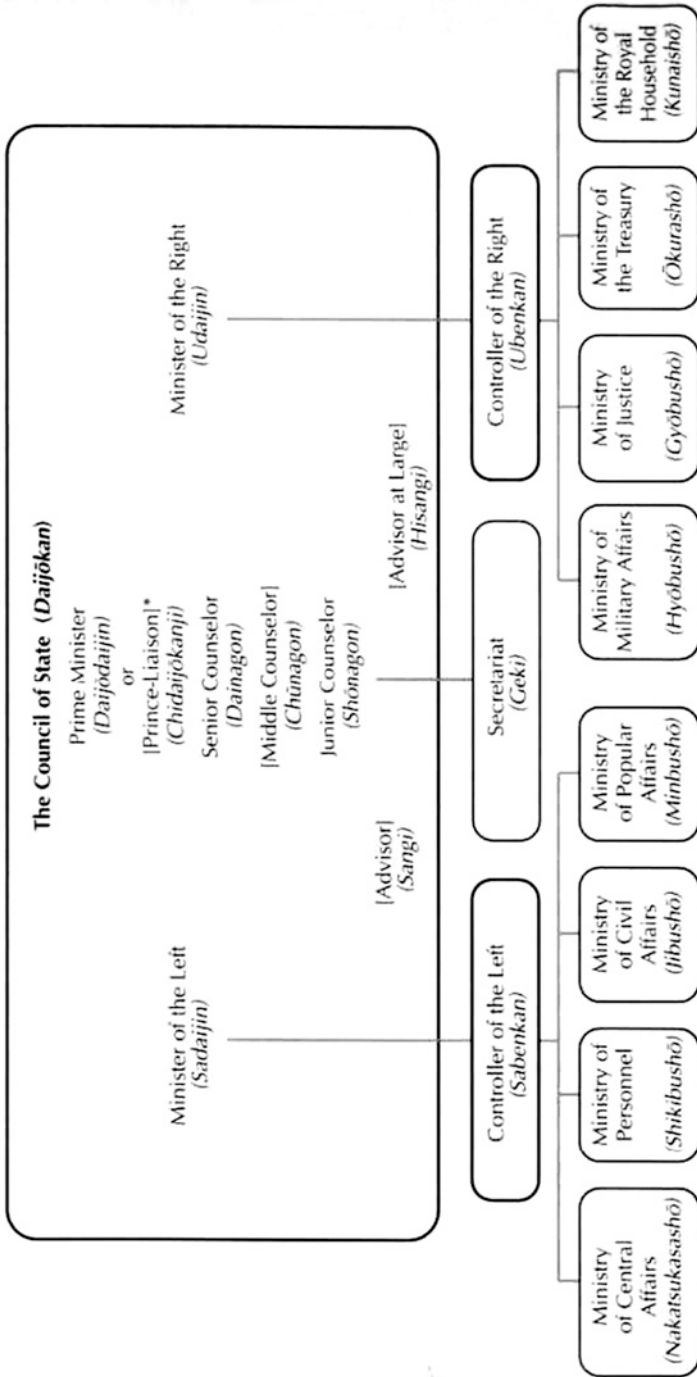 The Council of State (Daijōkan)
Prime Minister
(Daijōdaijin)
or
[Prince-Liaison]*
(Chidaijōkanji)
Senior Counselor
(Dainagon)
[Middle Counselor]
(Chūnagon)
Junior Counselor
(Shōnagon)
Minister of the Left
(Sadaijin)
Minister of the Right
(Udaijin)
[Advisor]
(Sangi)
[Advisor at Large]
(Hisangi)
Controller of the Left
(Sabenkan)
Secretariat
(Geki)
Controller of the Right
(Ubenkan)
Ministry
of Central
Affairs
(Nakatsukasashō)
Ministry of
Personnel
(Shikibushō)
Ministry
of Civil
Affairs
(Jibushō)
Ministry
of Popular
Affairs
(Minbushō)
Ministry of
Military Affairs
(Hyōbushō)
Ministry
of Justice
(Gyōbushō)
Ministry of
the Treasury
(Ōkurashō)
Ministry of
the Royal
Household
(Kunaishō)